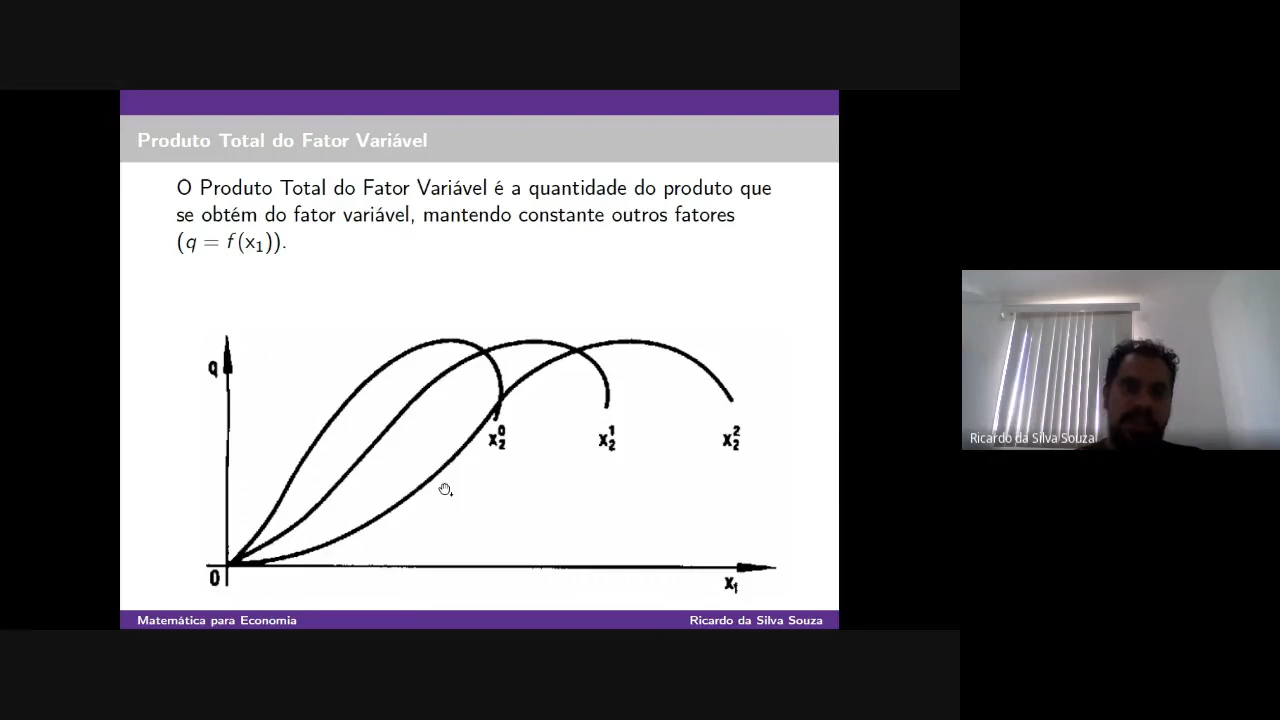 Produto Total do Fator Variável
O Produto Total do Fator Variável é a quantidade do produto que
se obtém do fator variável, mantendo constante outros fatores
(q = f(x₁)).
q
x₂⁰ x₂¹ x₂²
0
x₁
Matemática para Economia Ricardo da Silva Souza
Ricardo da Silva Souza